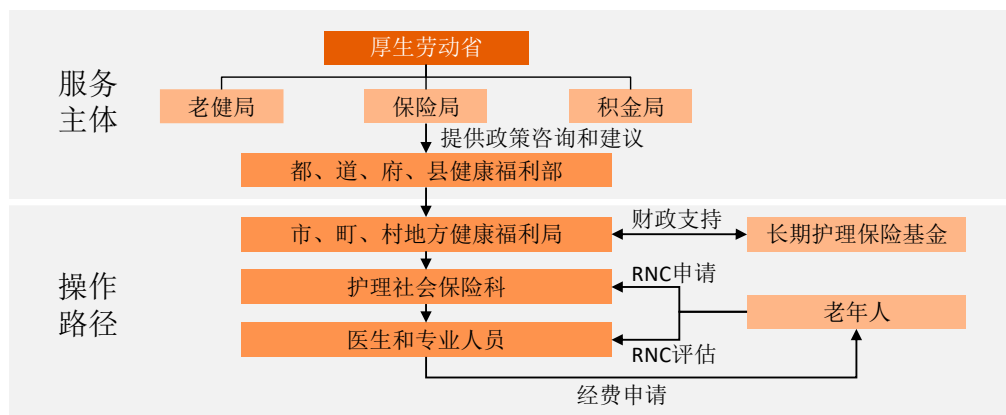 厚生劳动省
服务
主体
老健局
保险局
积金局
提供政策咨询和建议
都、道、府、县健康福利部
市、町、村地方健康福利局
财政支持
长期护理保险基金
操作
路径
护理社会保险科
RNC申请
老年人
医生和专业人员
RNC评估
经费申请